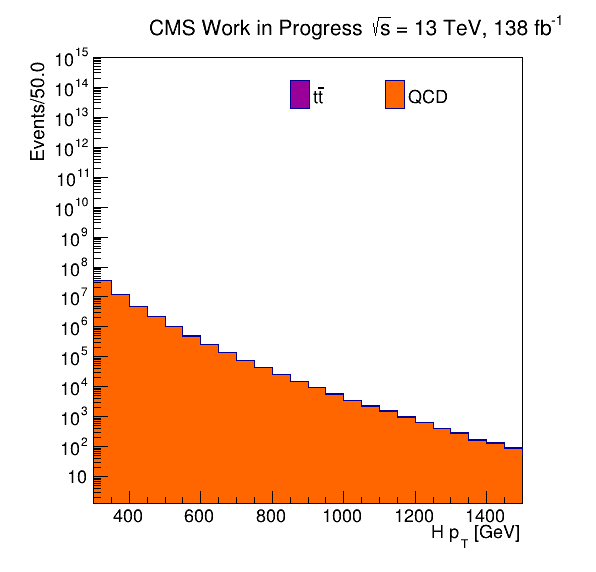 CMS Work in Progress √s = 13 TeV, 138 fb⁻¹
Events/50.0
tt̄
QCD
10¹⁵
10¹⁴
10¹³
10¹²
10¹¹
10¹⁰
10⁹
10⁸
10⁷
10⁶
10⁵
10⁴
10³
10²
10
400 600 800 1000 1200 1400
H p_T [GeV]